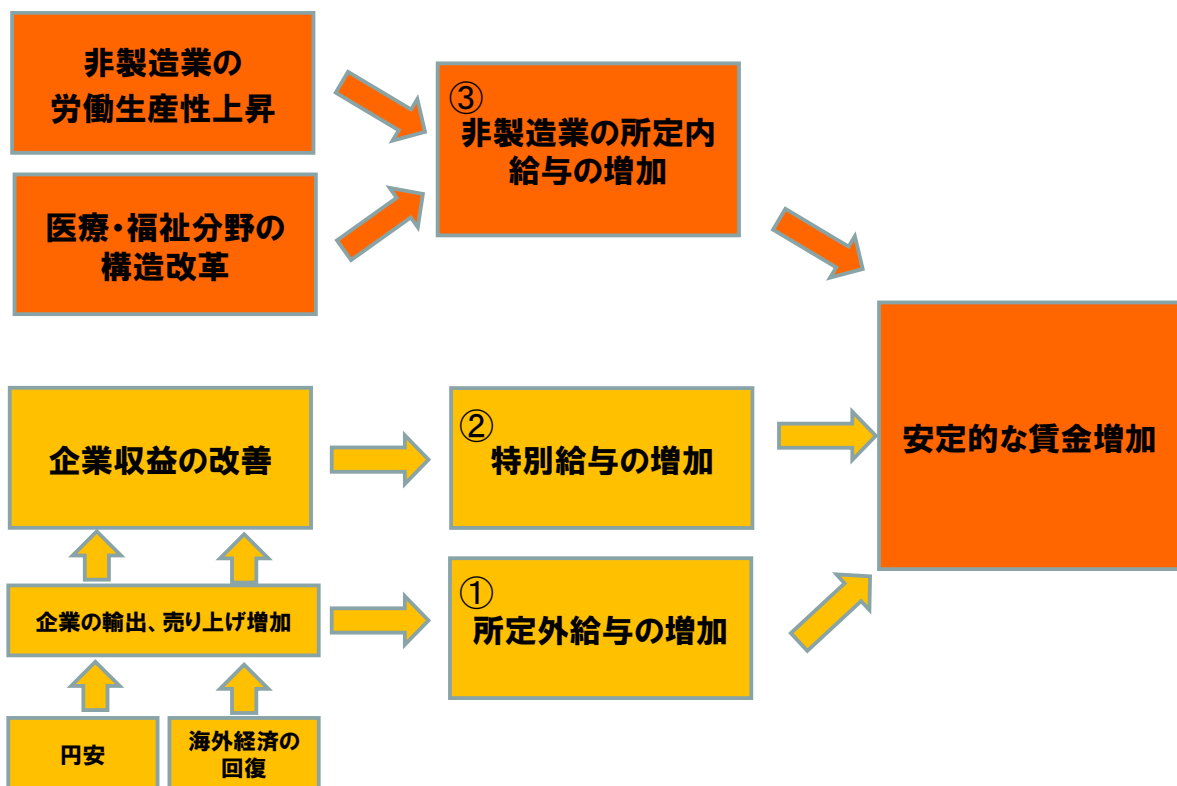 非製造業の
労働生産性上昇
③
非製造業の所定内
給与の増加
医療・福祉分野の
構造改革
企業収益の改善
②
特別給与の増加
安定的な賃金増加
企業の輸出、売り上げ増加
①
所定外給与の増加
円安
海外経済の
回復